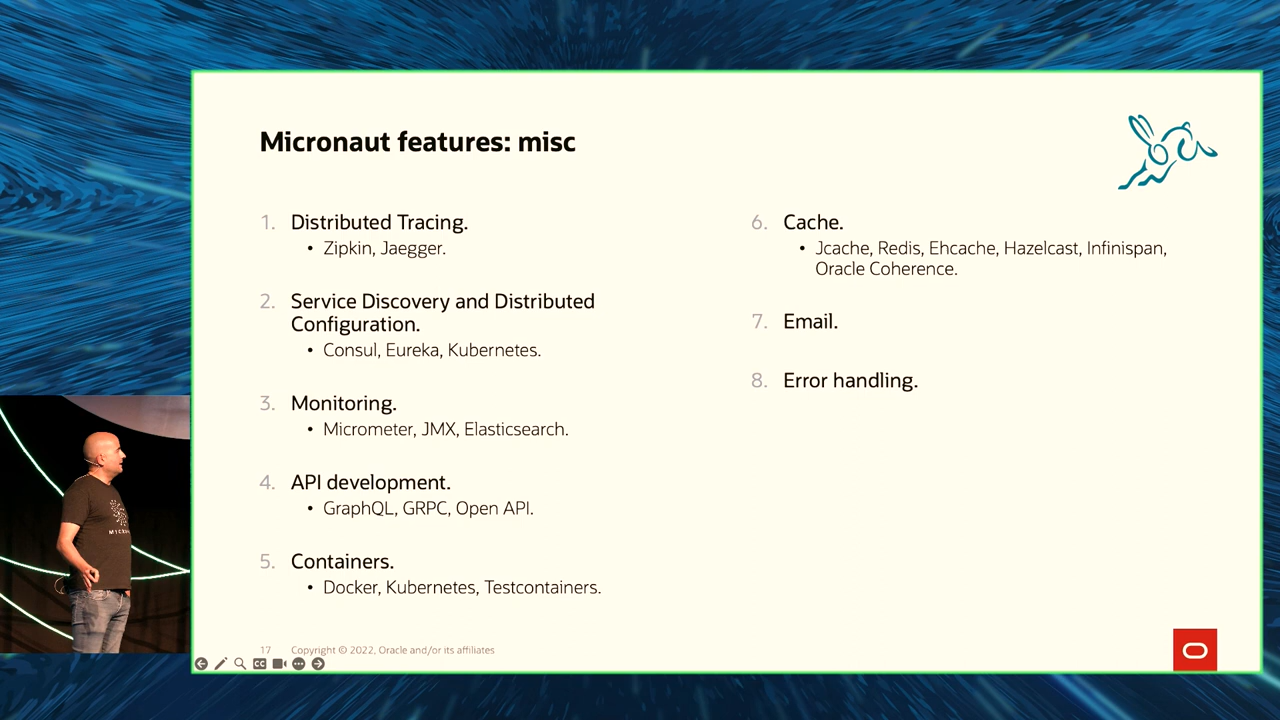 Micronaut features: misc
1. Distributed Tracing.
• Zipkin, Jaegger.
2. Service Discovery and Distributed
Configuration.
• Consul, Eureka, Kubernetes.
3. Monitoring.
• Micrometer, JMX, Elasticsearch.
4. API development.
• GraphQL, GRPC, Open API.
5. Containers.
• Docker, Kubernetes, Testcontainers.
6. Cache.
• Jcache, Redis, Ehcache, Hazelcast, Infinispan,
Oracle Coherence.
7. Email.
8. Error handling.
17 Copyright © 2022, Oracle and/or its affiliates
CC